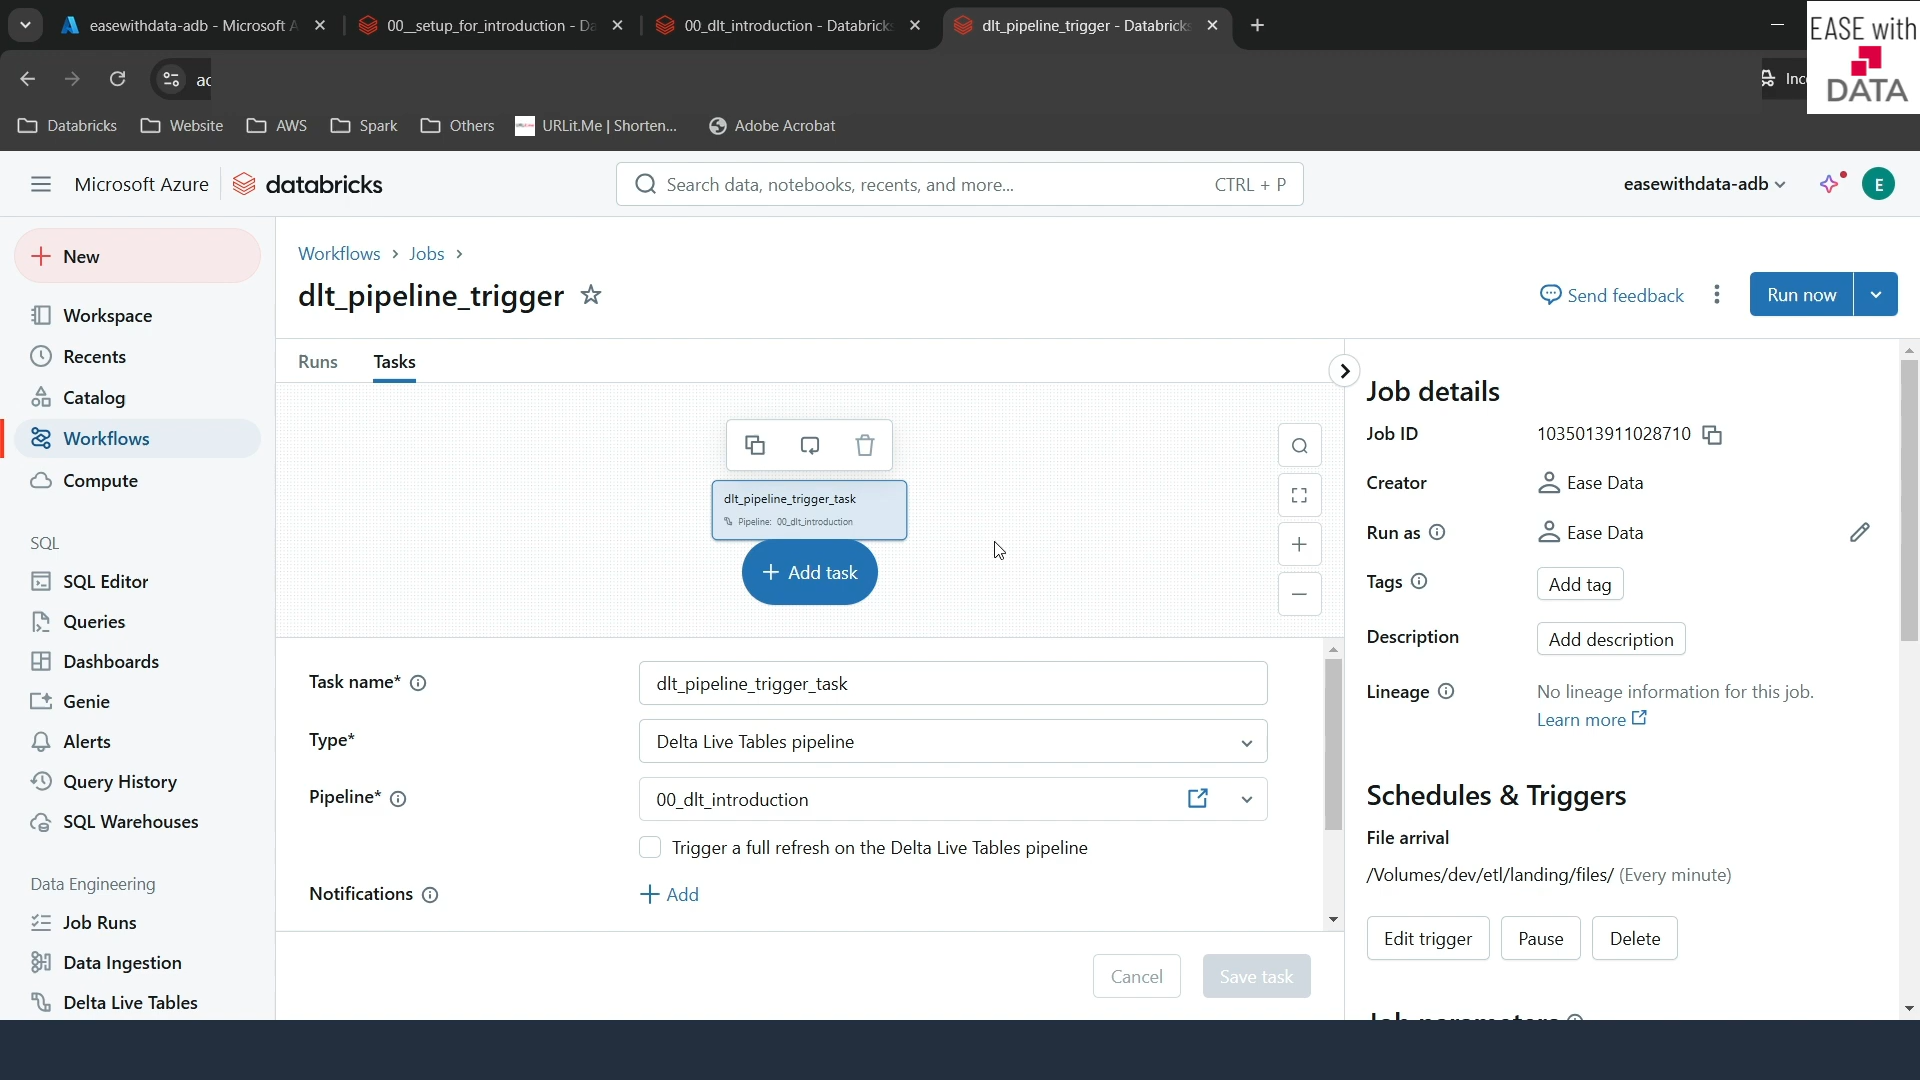 easewithdata-adb - Microsoft A
00__setup_for_introduction - Da
00_dlt_introduction - Databricks
dlt_pipeline_trigger - Databricks
EASE with
DATA
ac
Inc
Databricks
Website
AWS
Spark
Others
URLit.Me | Shorten...
Adobe Acrobat
Microsoft Azure
databricks
Search data, notebooks, recents, and more...
CTRL + P
easewithdata-adb
E
New
Workspace
Recents
Catalog
Workflows
Compute
SQL
SQL Editor
Queries
Dashboards
Genie
Alerts
Query History
SQL Warehouses
Data Engineering
Job Runs
Data Ingestion
Delta Live Tables
Workflows > Jobs >
dlt_pipeline_trigger
Send feedback
Run now
Runs
Tasks
dlt_pipeline_trigger_task
Pipeline: 00_dlt_introduction
+ Add task
Task name*
dlt_pipeline_trigger_task
Type*
Delta Live Tables pipeline
Pipeline*
00_dlt_introduction
Trigger a full refresh on the Delta Live Tables pipeline
Notifications
+ Add
Cancel
Save task
Job details
Job ID
1035013911028710
Creator
Ease Data
Run as
Ease Data
Tags
Add tag
Description
Add description
Lineage
No lineage information for this job.
Learn more
Schedules & Triggers
File arrival
/Volumes/dev/etl/landing/files/ (Every minute)
Edit trigger
Pause
Delete
Job parameters